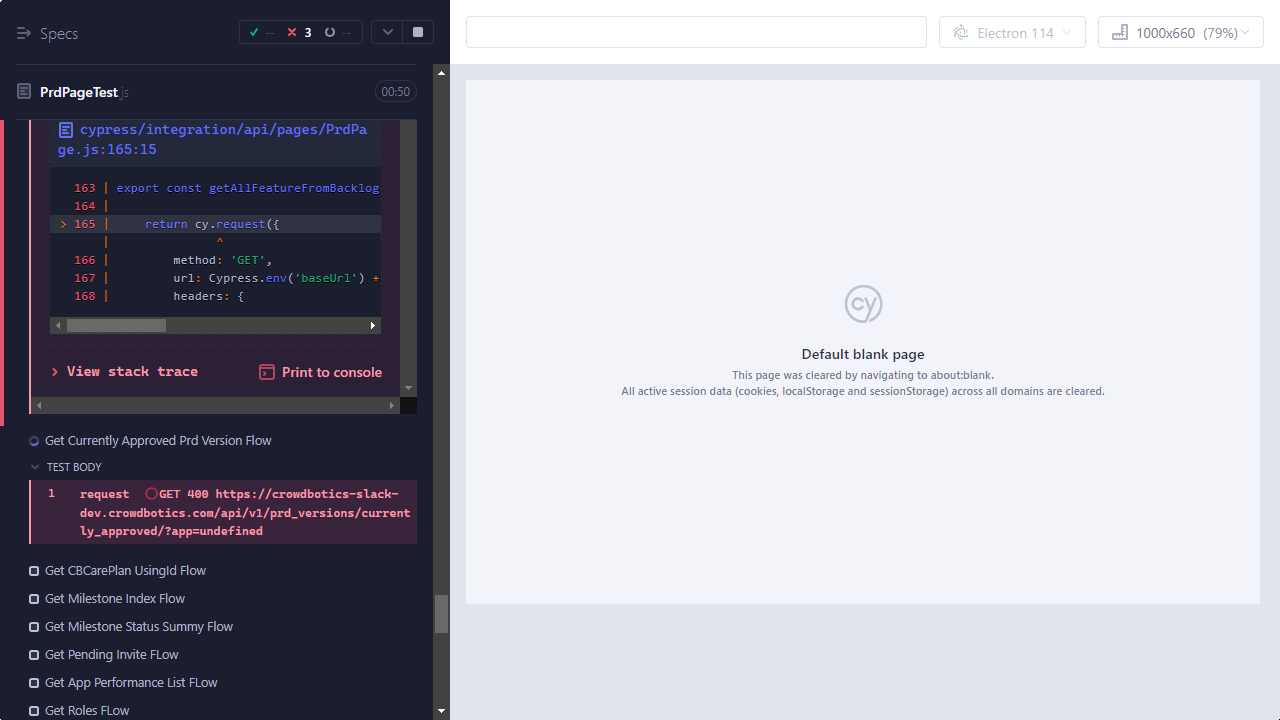 Specs
--
3
--
Electron 114
1000x660 (79%)
PrdPageTest.js
00:50
cypress/integration/api/pages/PrdPa
ge.js:165:15
163 | export const getAllFeatureFromBacklog
164 |
> 165 | return cy.request({
| ^
166 | method: 'GET',
167 | url: Cypress.env('baseUrl') +
168 | headers: {
View stack trace
Print to console
Get Currently Approved Prd Version Flow
TEST BODY
1 request GET 400 https://crowdbotics-slack-
dev.crowdbotics.com/api/v1/prd_versions/current
ly_approved/?app=undefined
Get CBCarePlan UsingId Flow
Get Milestone Index Flow
Get Milestone Status Summy Flow
Get Pending Invite FLow
Get App Performance List FLow
Get Roles FLow
cy
Default blank page
This page was cleared by navigating to about:blank.
All active session data (cookies, localStorage and sessionStorage) across all domains are cleared.